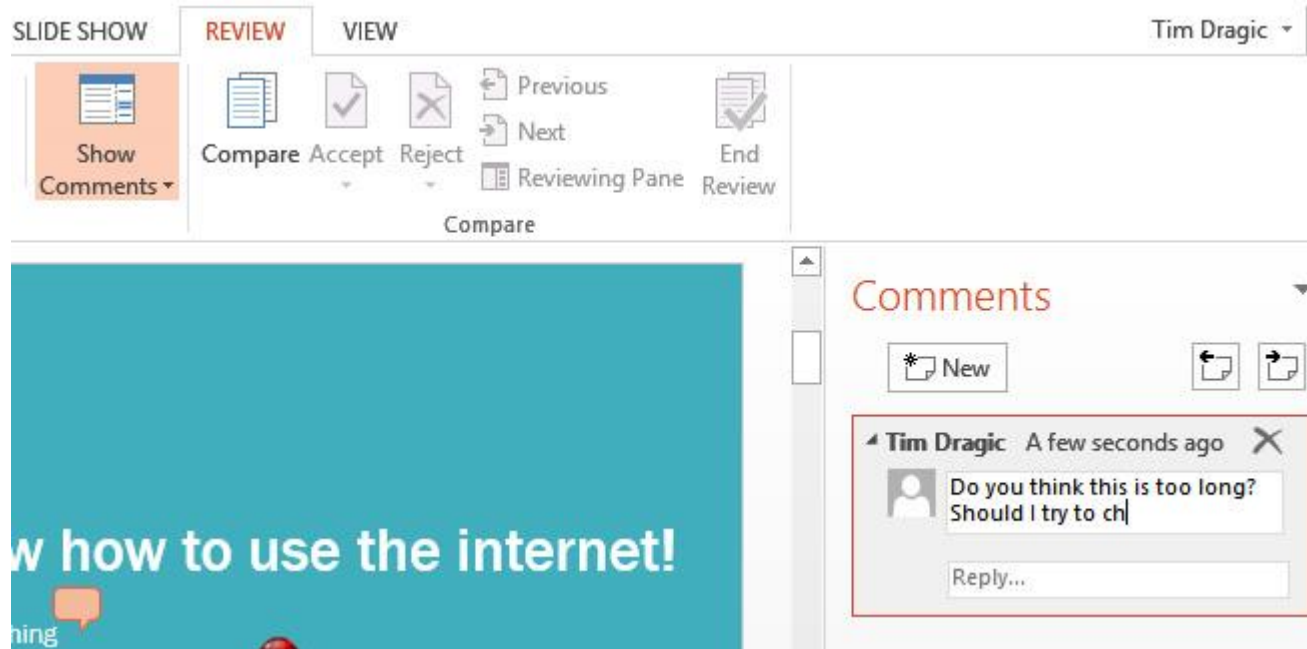 SLIDE SHOW REVIEW VIEW Tim Dragic
Show Comments
Compare Accept Reject
Previous
Next
Reviewing Pane
End Review
Compare
Comments
New
Tim Dragic A few seconds ago
Do you think this is too long?
Should I try to ch
Reply...
w how to use the internet!
hing